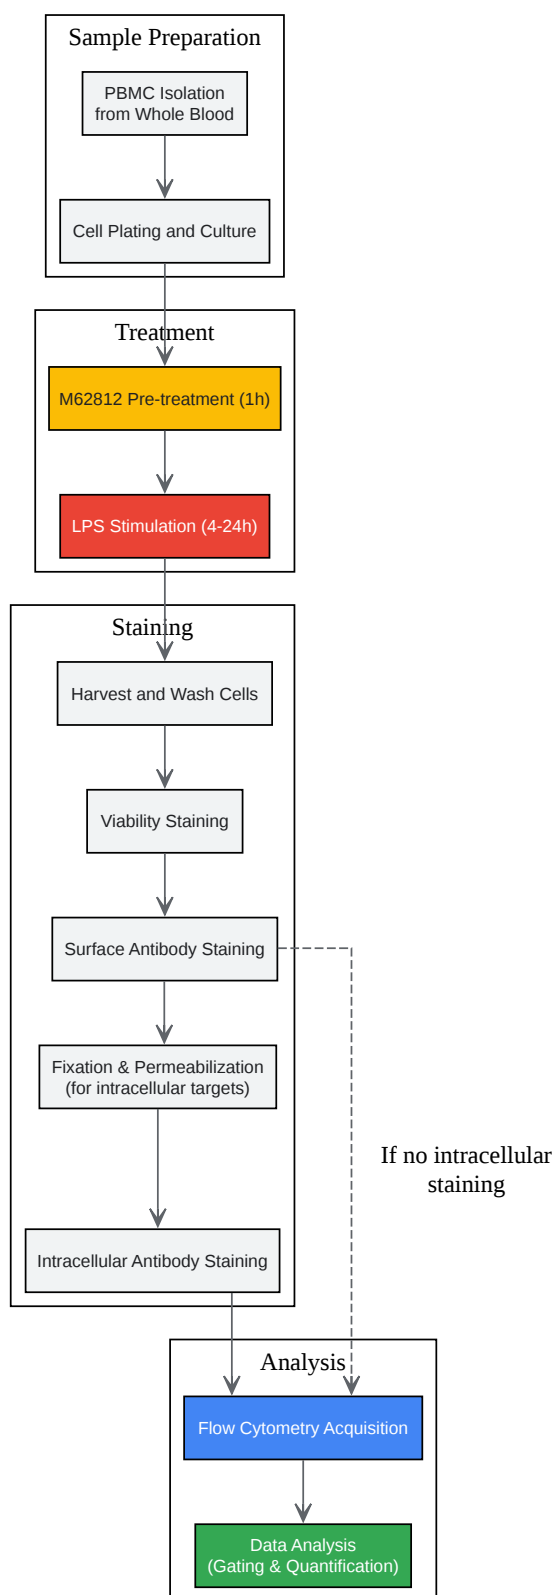 Sample Preparation
PBMC Isolation
from Whole Blood
Cell Plating and Culture
Treatment
M62812 Pre-treatment (1h)
LPS Stimulation (4-24h)
Staining
Harvest and Wash Cells
Viability Staining
Surface Antibody Staining
Fixation & Permeabilization
(for intracellular targets)
If no intracellular
staining
Intracellular Antibody Staining
Analysis
Flow Cytometry Acquisition
Data Analysis
(Gating & Quantification)